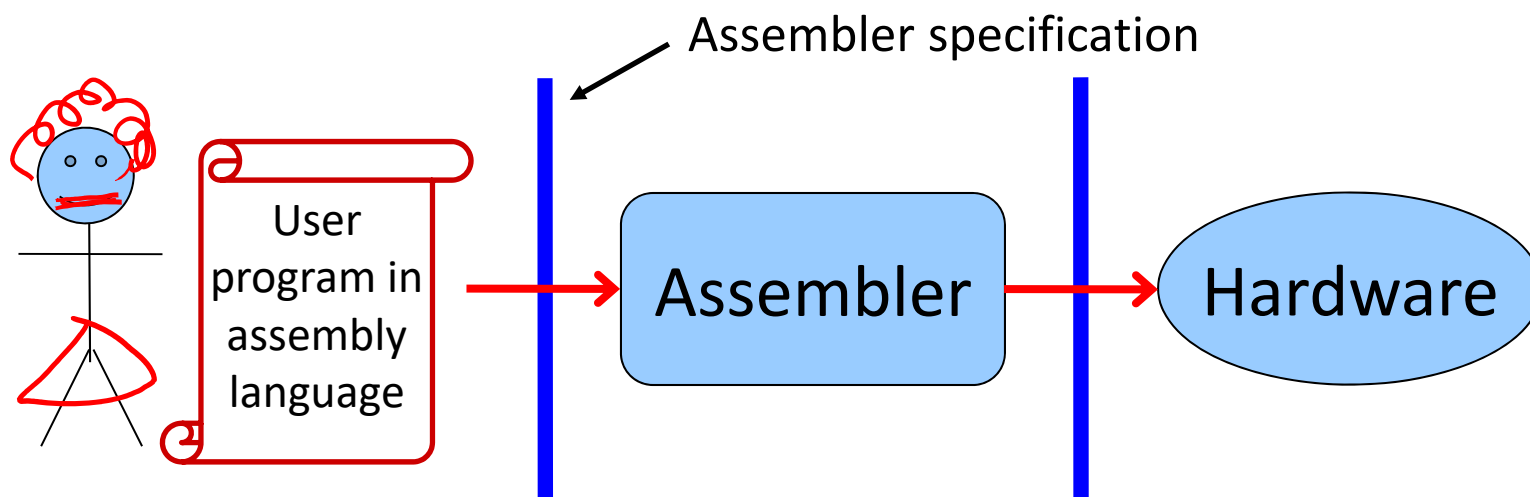 Assembler specification
User
program in
assembly
language
Assembler
Hardware